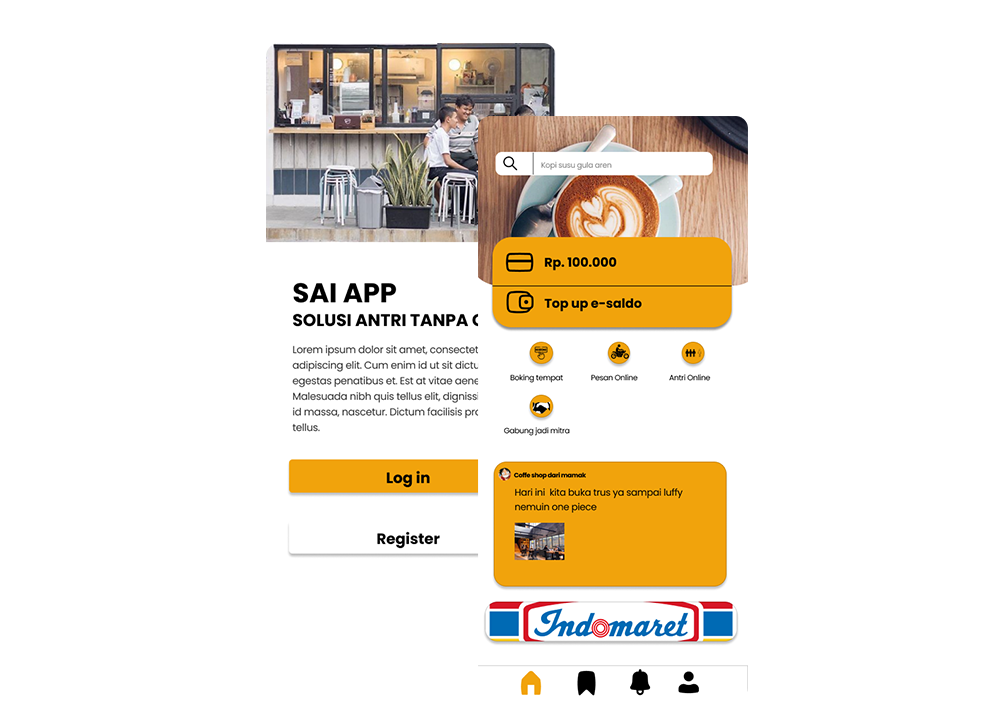 SAI APP
SOLUSI ANTRI TANPA
Lorem ipsum dolor sit amet, consectet
adipiscing elit. Cum enim id ut sit dictu
egestas penatibus et. Est at vitae aene
Malesuada nibh quis tellus elit, dignissi
id massa, nascetur. Dictum facilisis pro
tellus.
Log in
Register
Kopi susu gula aren
Rp. 100.000
Top up e-saldo
Boking tempat
Pesan Online
Antri Online
Gabung jadi mitra
Coffe shop dari mamak
Hari ini kita buka trus ya sampai luffy
nemuin one piece
Indomaret